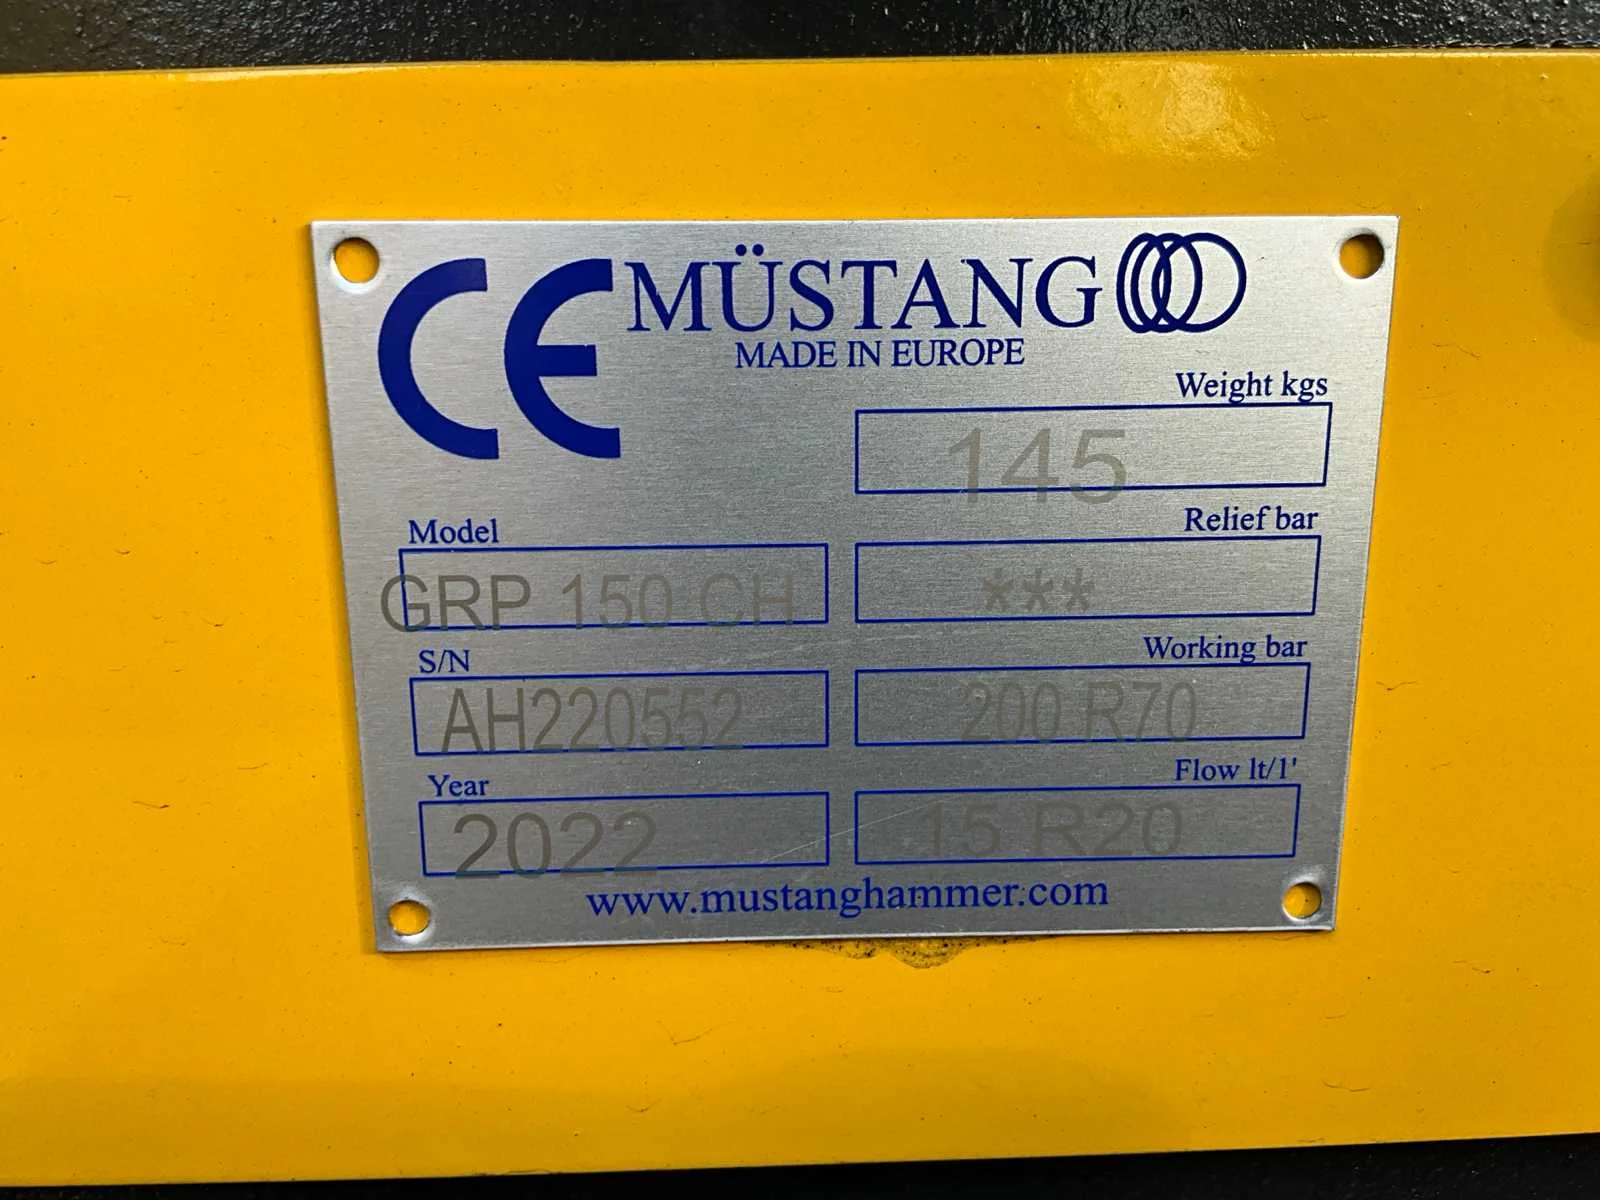 CE MÜSTANG
MADE IN EUROPE
Weight kgs
145
Model
GRP 150 CH
Relief bar
***
S/N
AH220552
Working bar
200 R70
Year
2022
Flow lt/1'
15 R20
www.mustanghammer.com